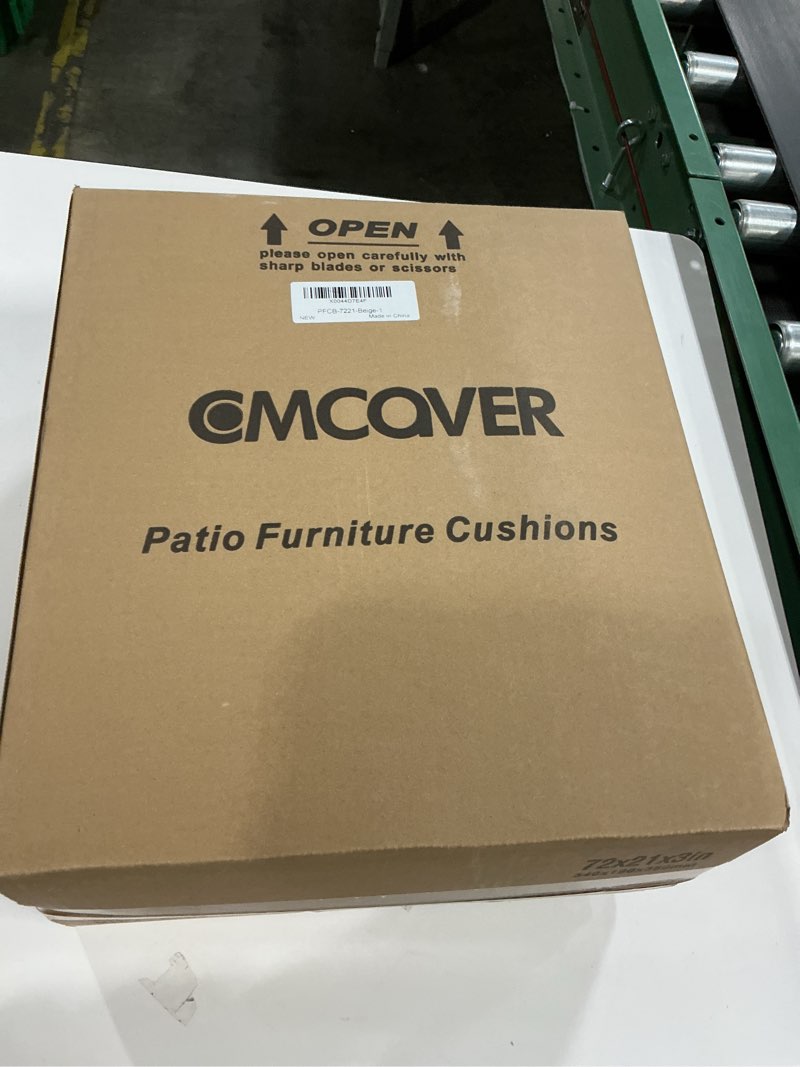 OPEN
please open carefully with
sharp blades or scissors
PFCB-7221-Beige-1
NEW Made in China
COMCOVER
Patio Furniture Cushions
72x21x3in